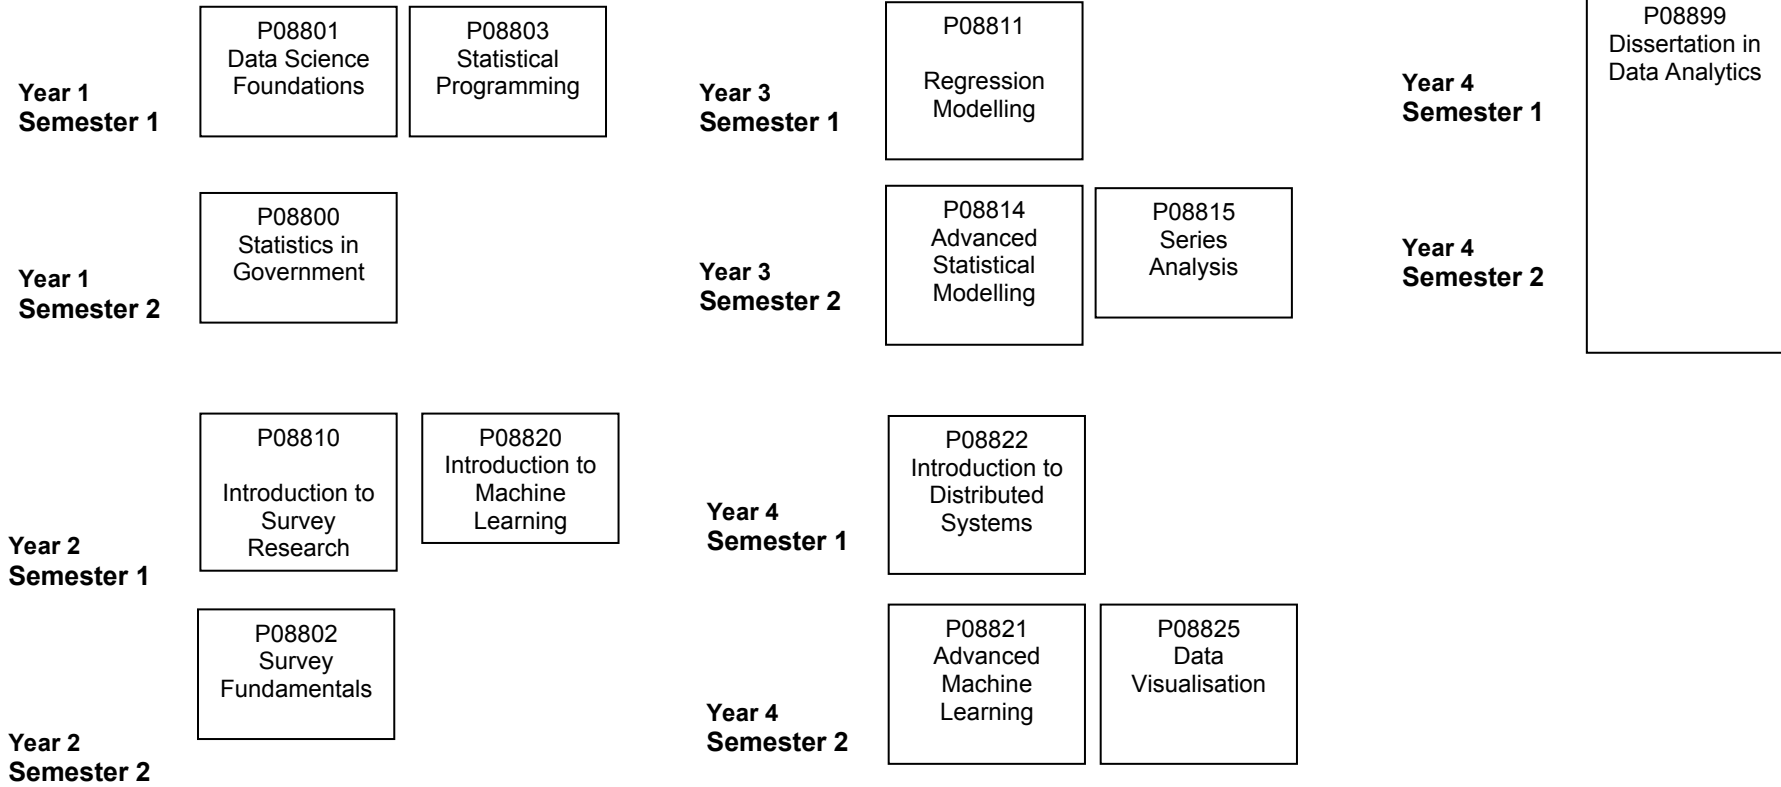 Year 1
Semester 1
P08801
Data Science
Foundations
P08803
Statistical
Programming
Year 1
Semester 2
P08800
Statistics in
Government
Year 2
Semester 1
P08810
Introduction to
Survey
Research
P08820
Introduction to
Machine
Learning
Year 2
Semester 2
P08802
Survey
Fundamentals
Year 3
Semester 1
P08811
Regression
Modelling
Year 3
Semester 2
P08814
Advanced
Statistical
Modelling
P08815
Series
Analysis
Year 4
Semester 1
P08822
Introduction to
Distributed
Systems
Year 4
Semester 2
P08821
Advanced
Machine
Learning
P08825
Data
Visualisation
Year 4
Semester 1
Year 4
Semester 2
P08899
Dissertation in
Data Analytics